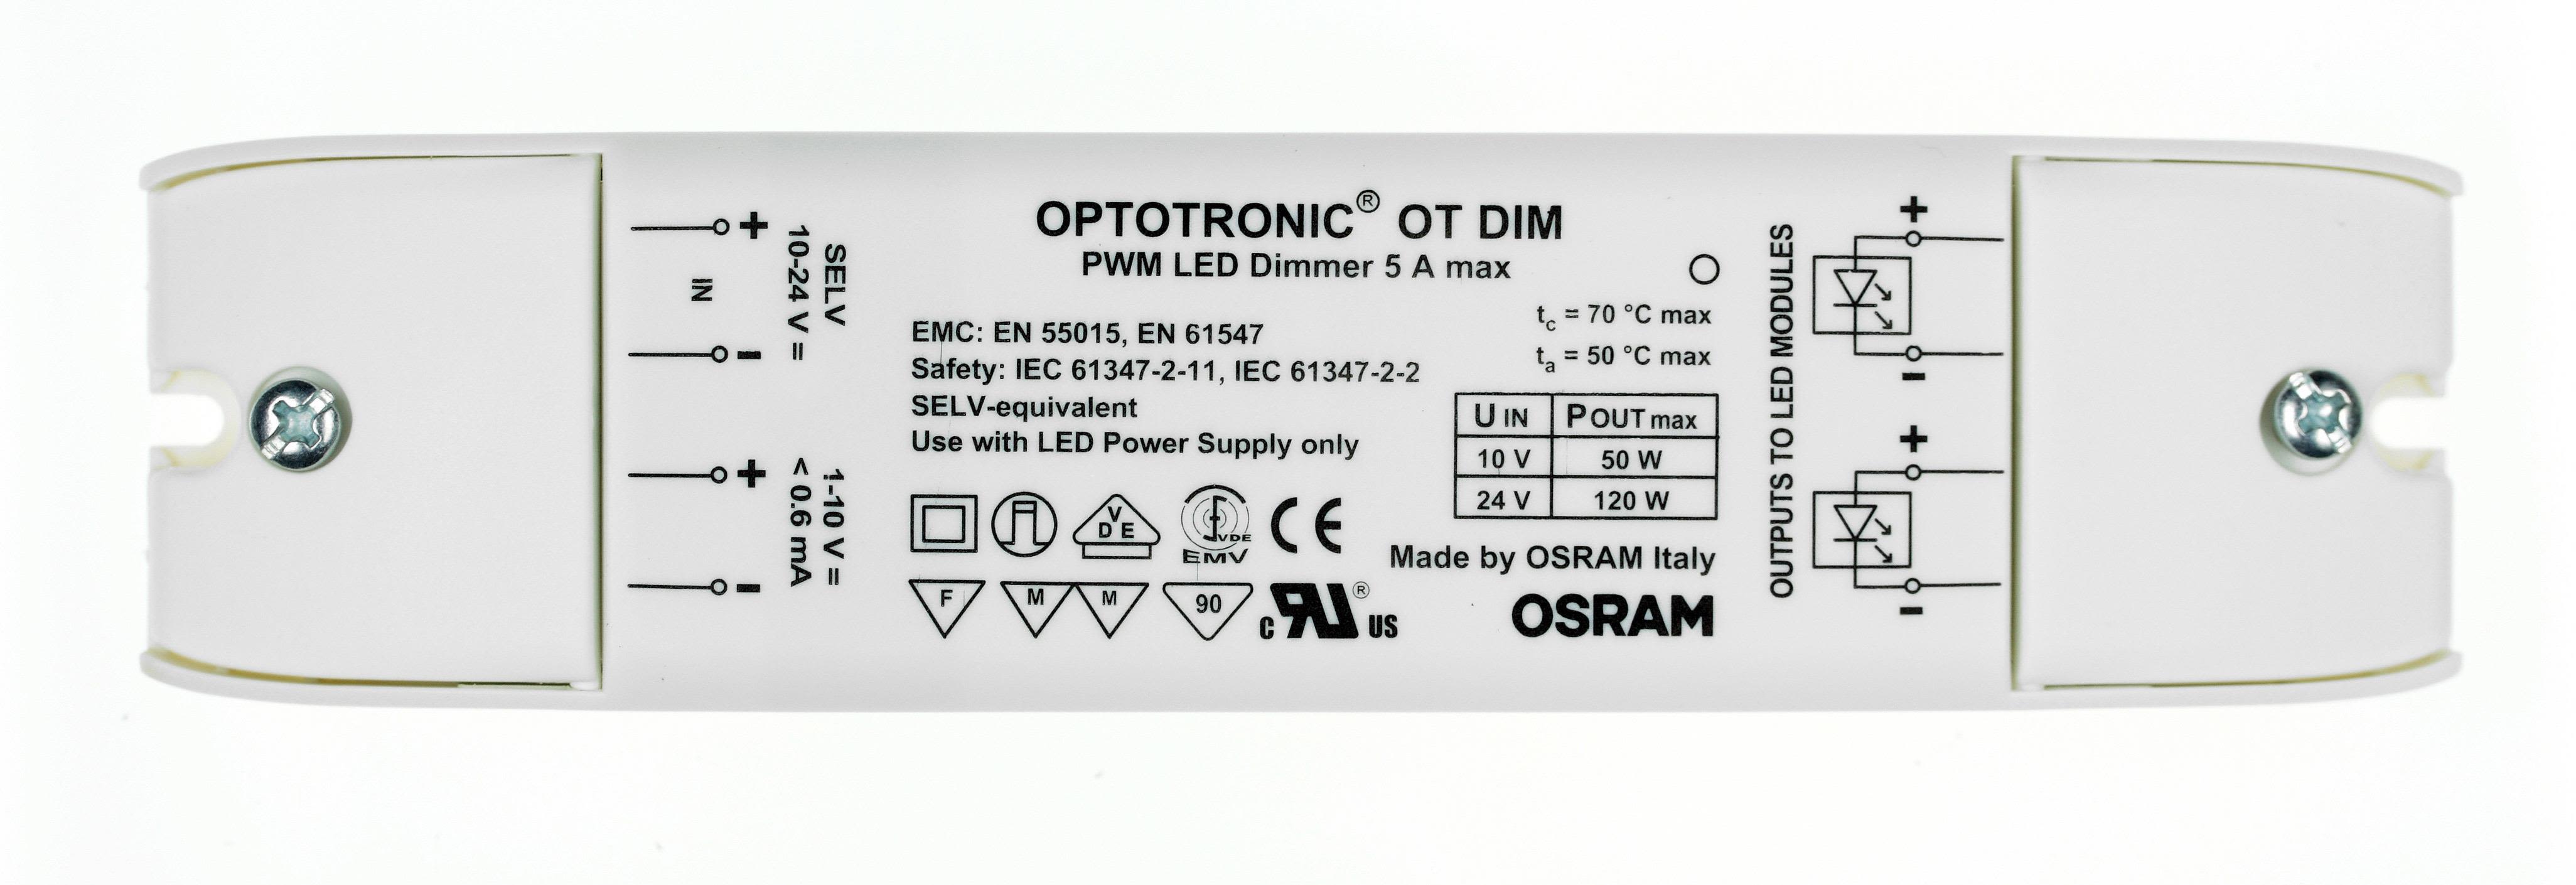 +
IN
-
SELV
10-24 V =
+
-
1-10 V =
< 0.6 mA
OPTOTRONIC® OT DIM
PWM LED Dimmer 5 A max
EMC: EN 55015, EN 61547
Safety: IEC 61347-2-11, IEC 61347-2-2
SELV-equivalent
Use with LED Power Supply only
tc = 70 °C max
ta = 50 °C max
U IN POUT max
10 V 50 W
24 V 120 W
VDE
VDE
EMV
CE
F M M 90
c RU® US
Made by OSRAM Italy
OSRAM
OUTPUTS TO LED MODULES
+
-
+
-